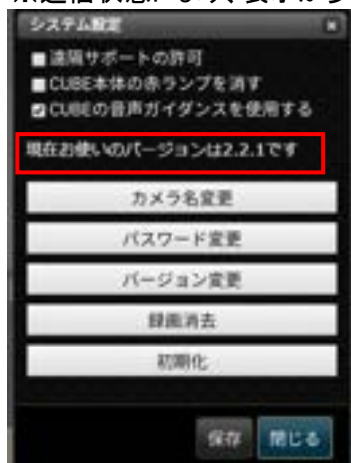 システム設定
遠隔サポートの許可
CUBE本体の赤ランプを消す
CUBEの音声ガイダンスを使用する
現在お使いのバージョンは2.2.1です
カメラ名変更
パスワード変更
バージョン変更
録画消去
初期化
保存 閉じる